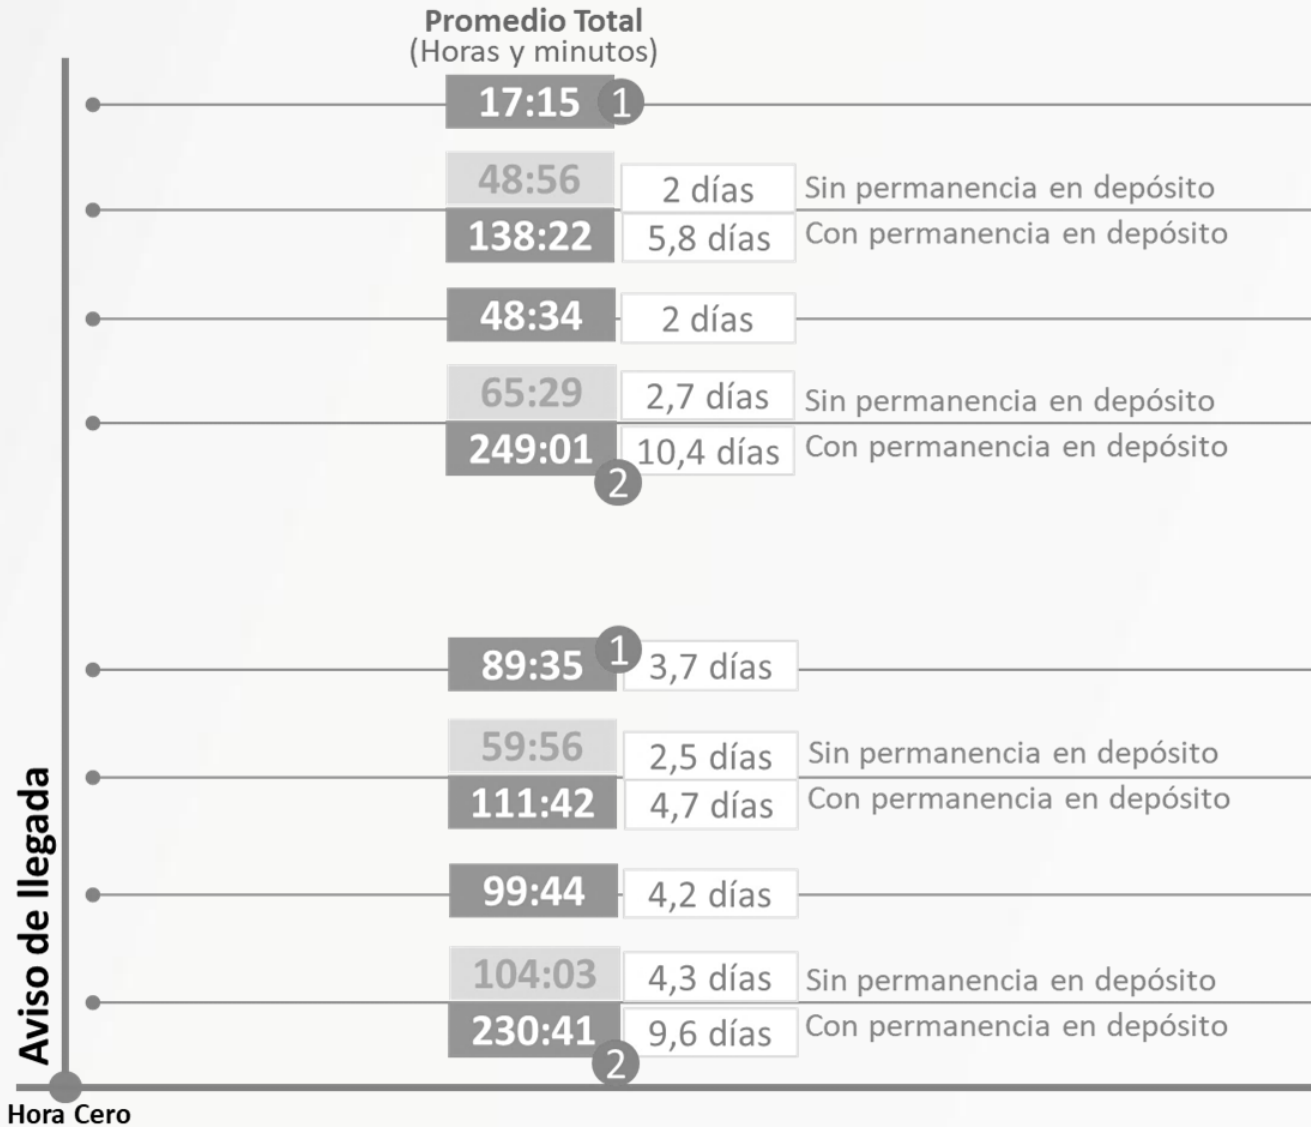 Promedio Total
(Horas y minutos)
17:15 1
48:56 2 días Sin permanencia en depósito
138:22 5,8 días Con permanencia en depósito
48:34 2 días
65:29 2,7 días Sin permanencia en depósito
249:01 10,4 días Con permanencia en depósito
2
89:35 1 3,7 días
59:56 2,5 días Sin permanencia en depósito
111:42 4,7 días Con permanencia en depósito
99:44 4,2 días
104:03 4,3 días Sin permanencia en depósito
230:41 9,6 días Con permanencia en depósito
2
Aviso de llegada
Hora Cero